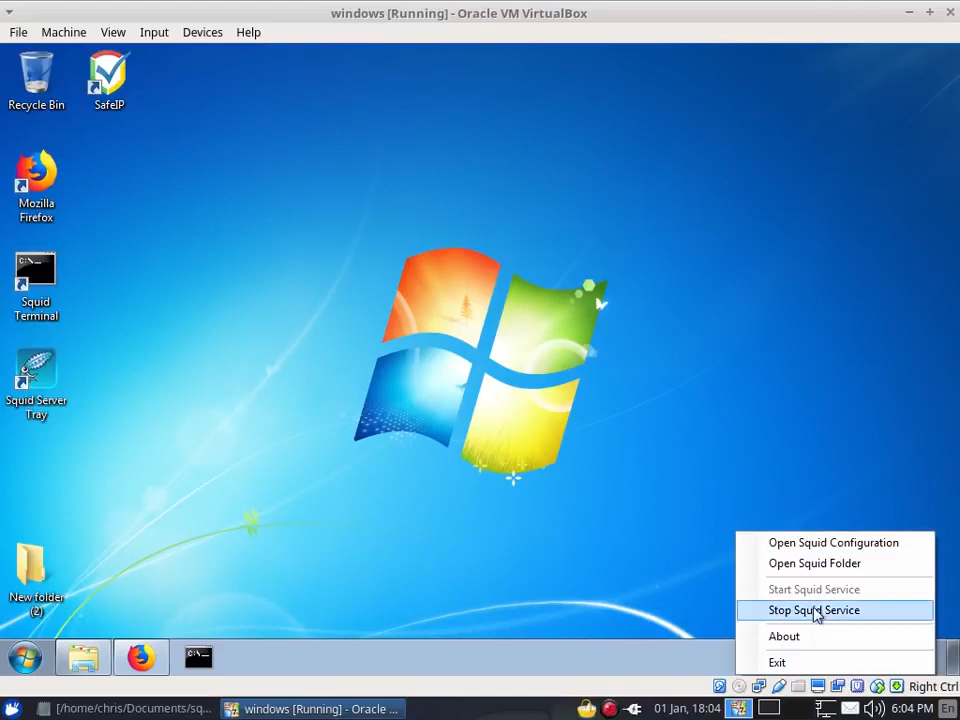 windows [Running] - Oracle VM VirtualBox
File Machine View Input Devices Help
Recycle Bin
SafeIP
Mozilla
Firefox
C:\_
Squid
Terminal
Squid Server
Tray
New folder
(2)
Open Squid Configuration
Open Squid Folder
Start Squid Service
Stop Squid Service
About
Exit
C:\_
Right Ctrl
[/home/chris/Documents/sq...
windows [Running] - Oracle ...
01 Jan, 18:04
6:04 PM
En